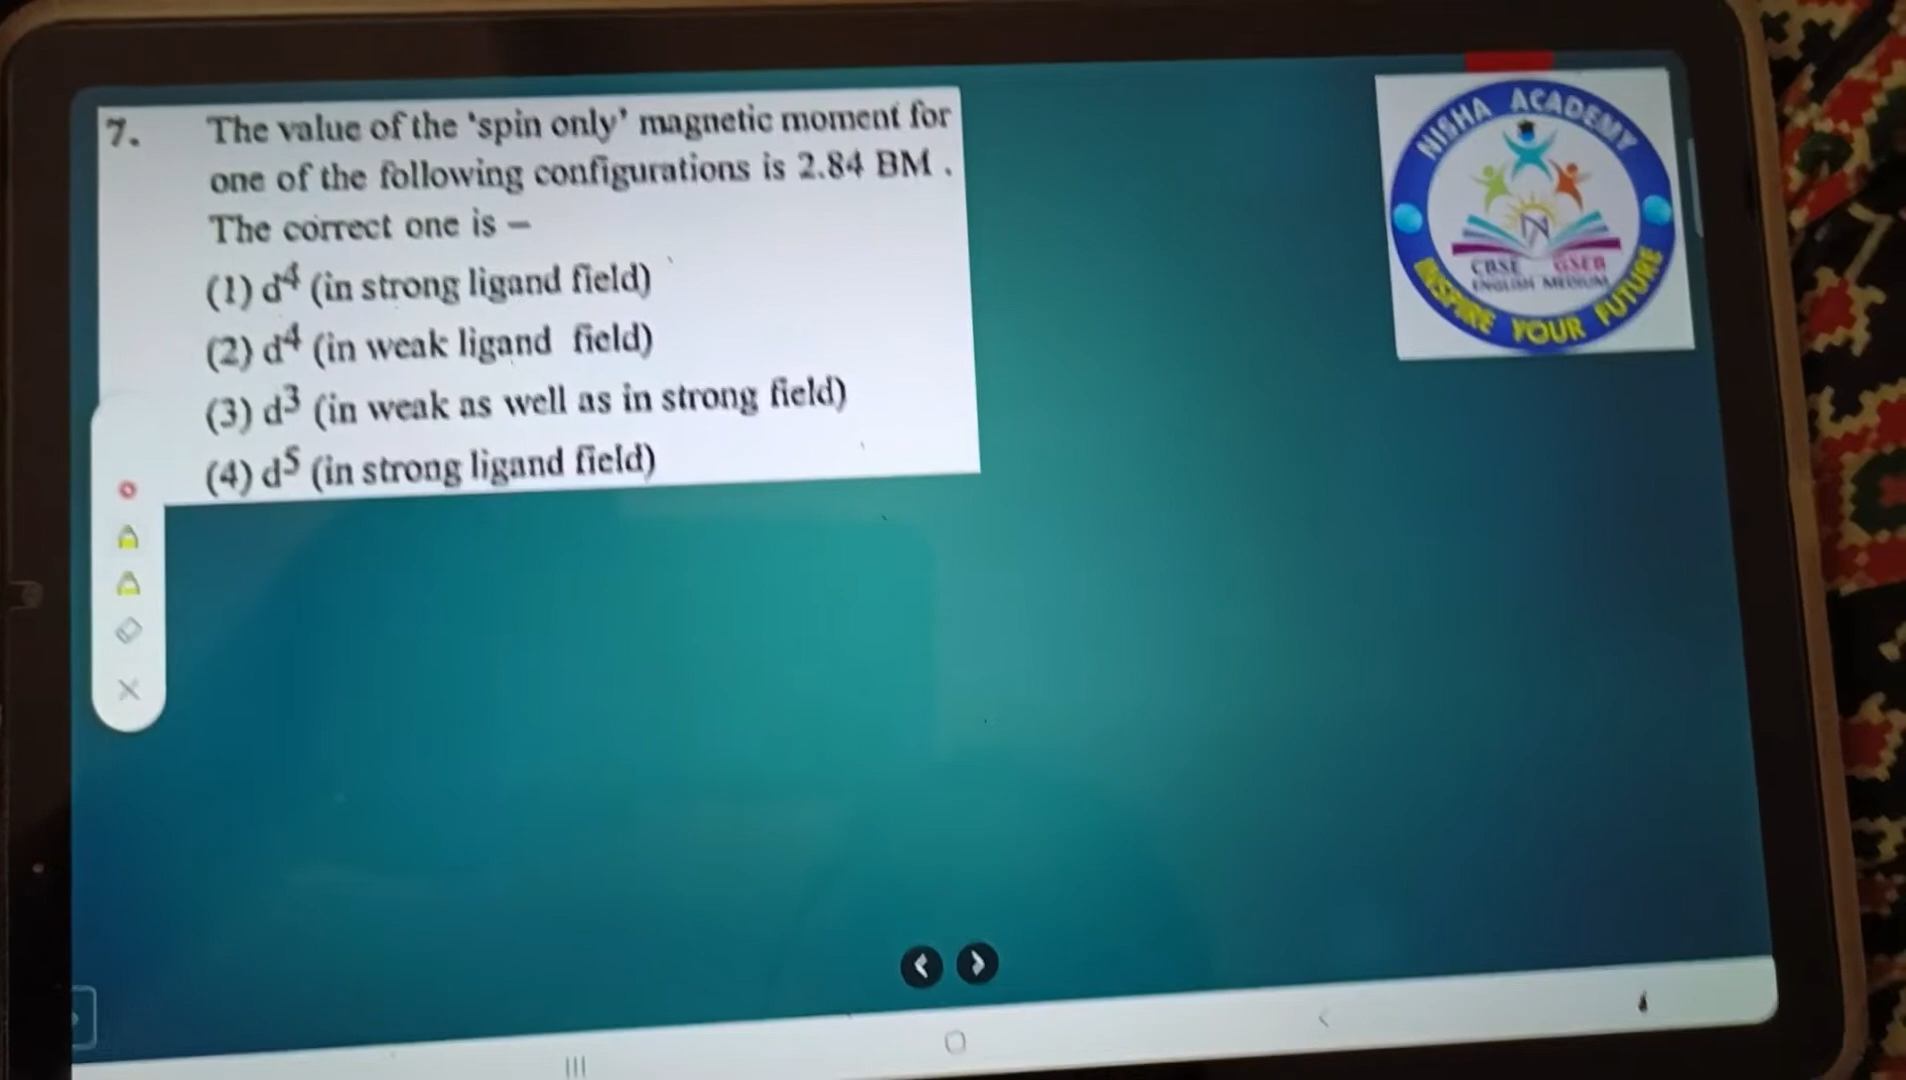 7. The value of the 'spin only' magnetic moment for
one of the following configurations is 2.84 BM .
The correct one is –
(1) d⁴ (in strong ligand field)
(2) d⁴ (in weak ligand field)
(3) d³ (in weak as well as in strong field)
(4) d⁵ (in strong ligand field)
NISHA ACADEMY
CBSE GSEB
ENGLISH MEDIUM
INSPIRE YOUR FUTURE